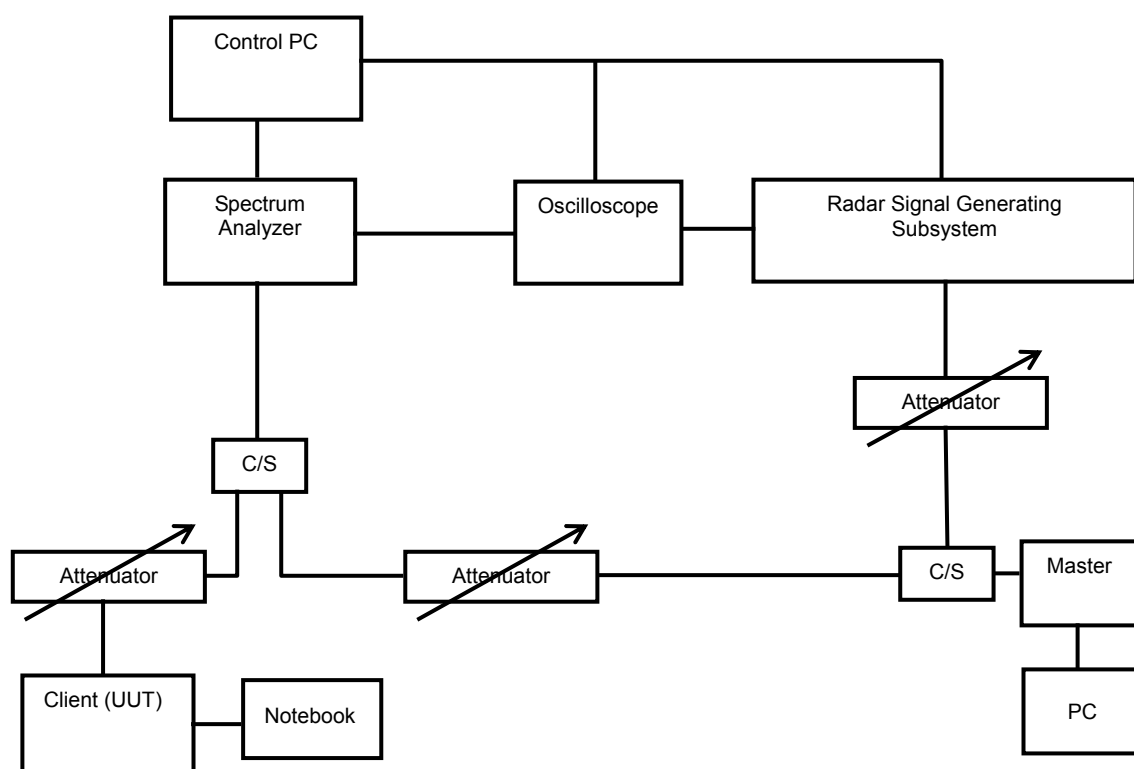 Control PC
Spectrum
Analyzer
Oscilloscope
Radar Signal Generating
Subsystem
Attenuator
C/S
Attenuator
Attenuator
C/S
Master
Client (UUT)
Notebook
PC